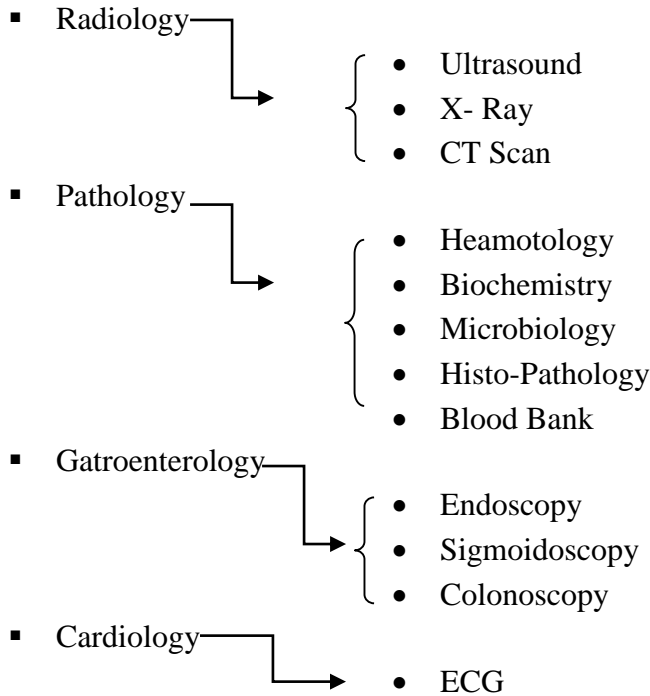 ▪ Radiology
• Ultrasound
• X- Ray
• CT Scan
▪ Pathology
• Heamotology
• Biochemistry
• Microbiology
• Histo-Pathology
• Blood Bank
▪ Gatroenterology
• Endoscopy
• Sigmoidoscopy
• Colonoscopy
▪ Cardiology
• ECG